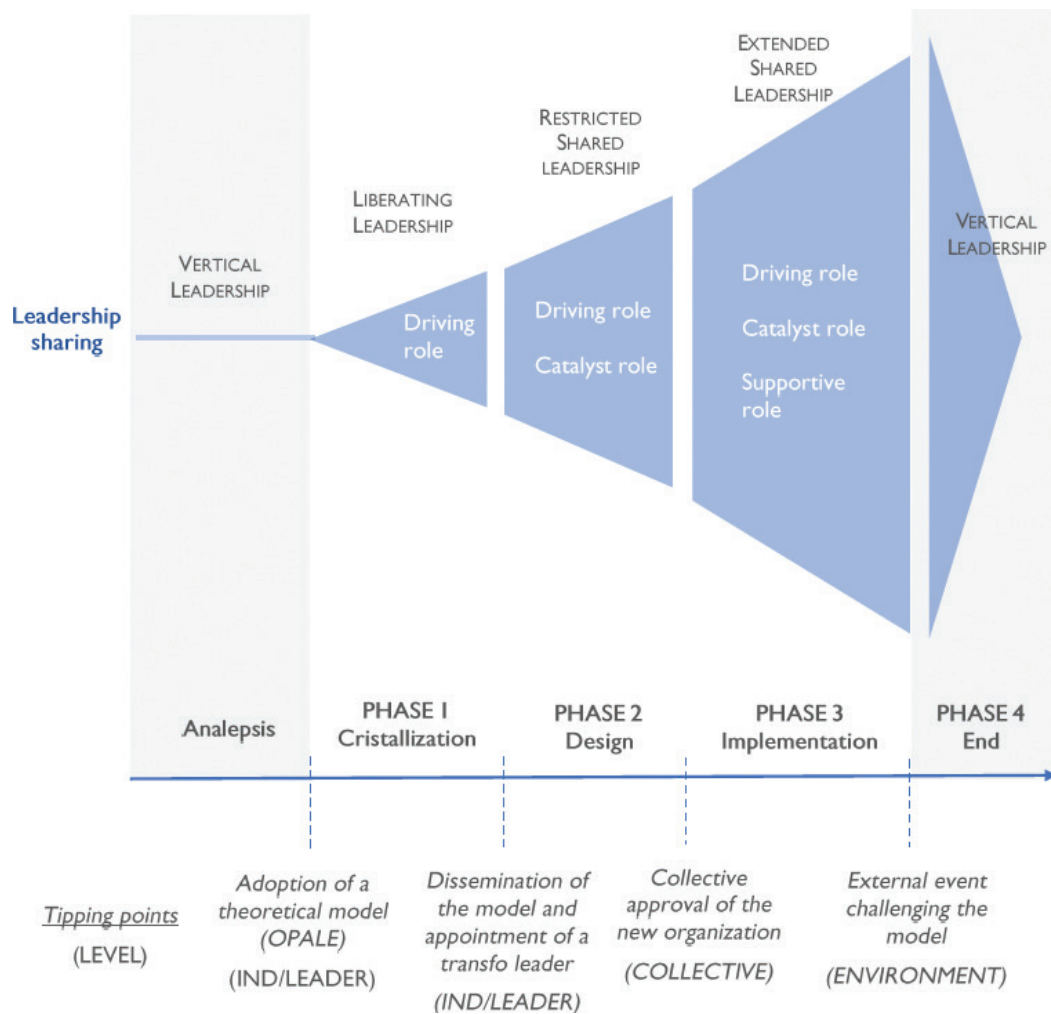 EXTENDED
SHARED
LEADERSHIP
RESTRICTED
SHARED
LEADERSHIP
LIBERATING
LEADERSHIP
VERTICAL
LEADERSHIP
VERTICAL
LEADERSHIP
Leadership
sharing
Driving
role
Driving role
Catalyst role
Driving role
Catalyst role
Supportive
role
Analepsis
PHASE 1
Cristallization
PHASE 2
Design
PHASE 3
Implementation
PHASE 4
End
Tipping points
(LEVEL)
Adoption of a
theoretical model
(OPALE)
(IND/LEADER)
Dissemination of
the model and
appointment of a
transfo leader
(IND/LEADER)
Collective
approval of the
new organization
(COLLECTIVE)
External event
challenging the
model
(ENVIRONMENT)